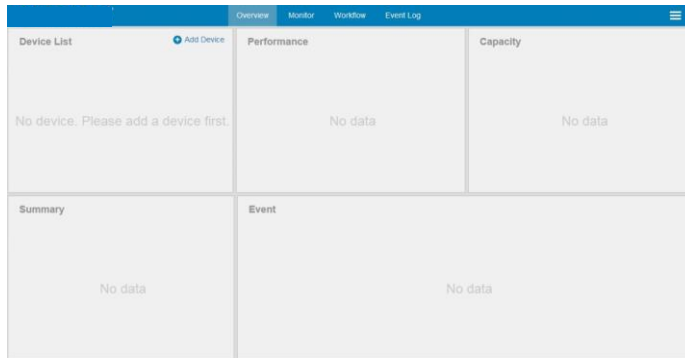 Overview Monitor Workflow Event Log
Device List Add Device
No device. Please add a device first.
Performance
No data
Capacity
No data
Summary
No data
Event
No data